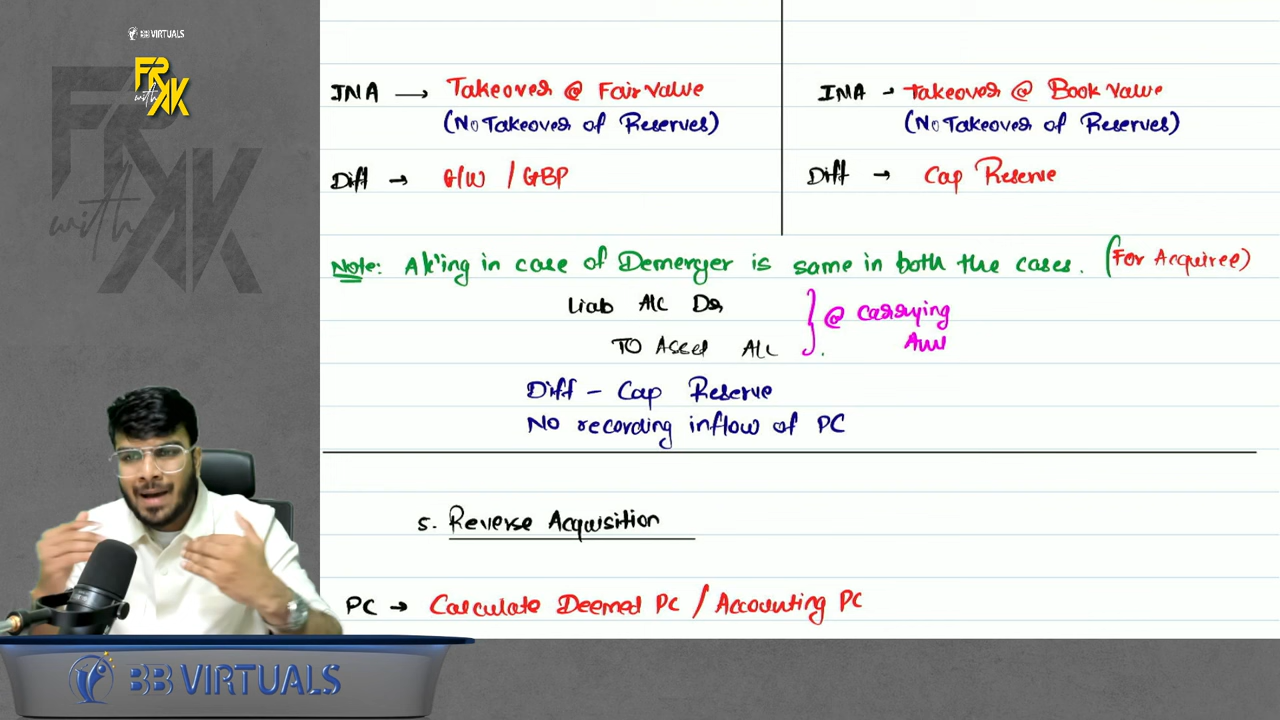 BB VIRTUALS
FR
with
AK
INA → Takeover @ Fair Value
(No Takeover of Reserves)
Diff → G/W / GBP
INA - Takeover @ Book Value
(No Takeover of Reserves)
Diff → Cap Reserve
Note: A/c'ing in case of Demerger is same in both the cases. (For Acquiree)
Liab A/c Dr,
TO Asset A/c
} @ carrying
Amt
Diff - Cap Reserve
No recording inflow of PC
5. Reverse Acquisition
PC → Calculate Deemed PC / Accounting PC
BB VIRTUALS